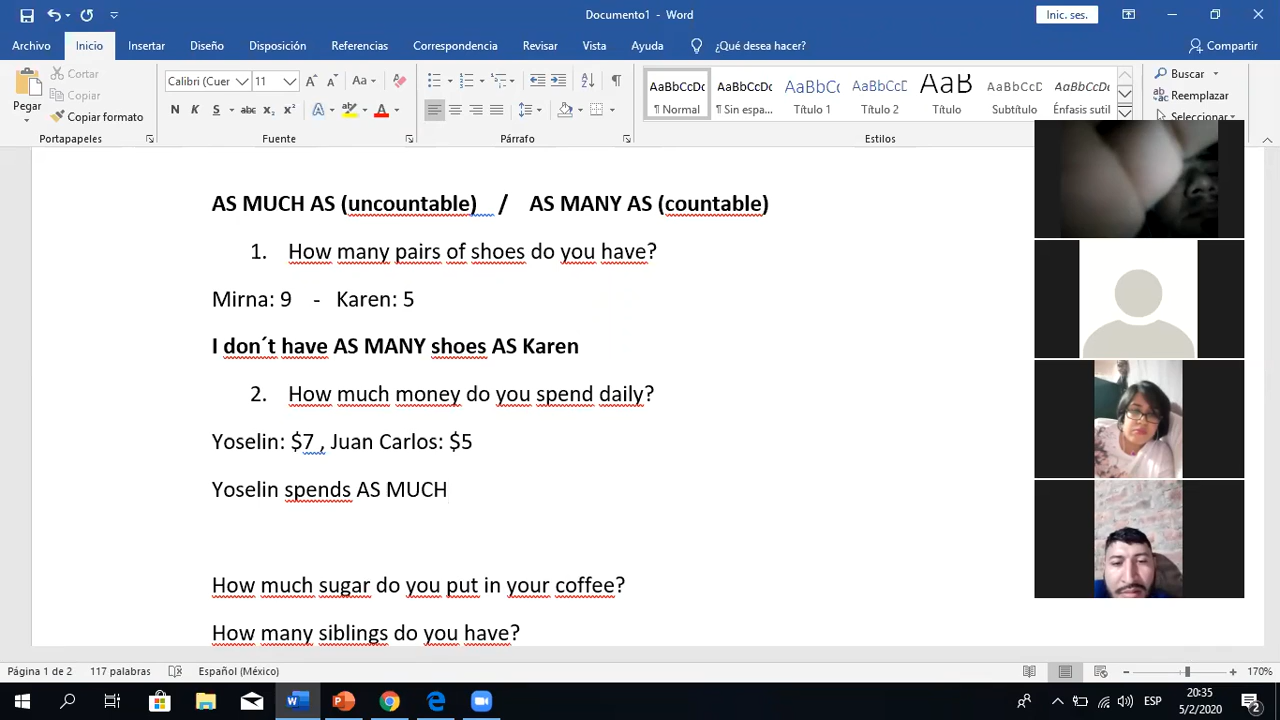 Documento1 - Word
Inic. ses.
Archivo Inicio Insertar Diseño Disposición Referencias Correspondencia Revisar Vista Ayuda ¿Qué desea hacer? Compartir
Pegar
Cortar
Copiar
Copiar formato
Calibri (Cuer 11
N K S abc x₂ x²
AaBbCcDc AaBbCcDc AaBbCc AaBbCcC AaB AaBbCcD AaBbCcDc
¶ Normal ¶ Sin espa... Título 1 Título 2 Título Subtítulo Énfasis sutil
Buscar
Reemplazar
Seleccionar
Portapapeles Fuente Párrafo Estilos
AS MUCH AS (uncountable) / AS MANY AS (countable)
1. How many pairs of shoes do you have?
Mirna: 9 - Karen: 5
I don´t have AS MANY shoes AS Karen
2. How much money do you spend daily?
Yoselin: $7 , Juan Carlos: $5
Yoselin spends AS MUCH
How much sugar do you put in your coffee?
How many siblings do you have?
Página 1 de 2 117 palabras Español (México) 170%
ESP
20:35
5/2/2020
2